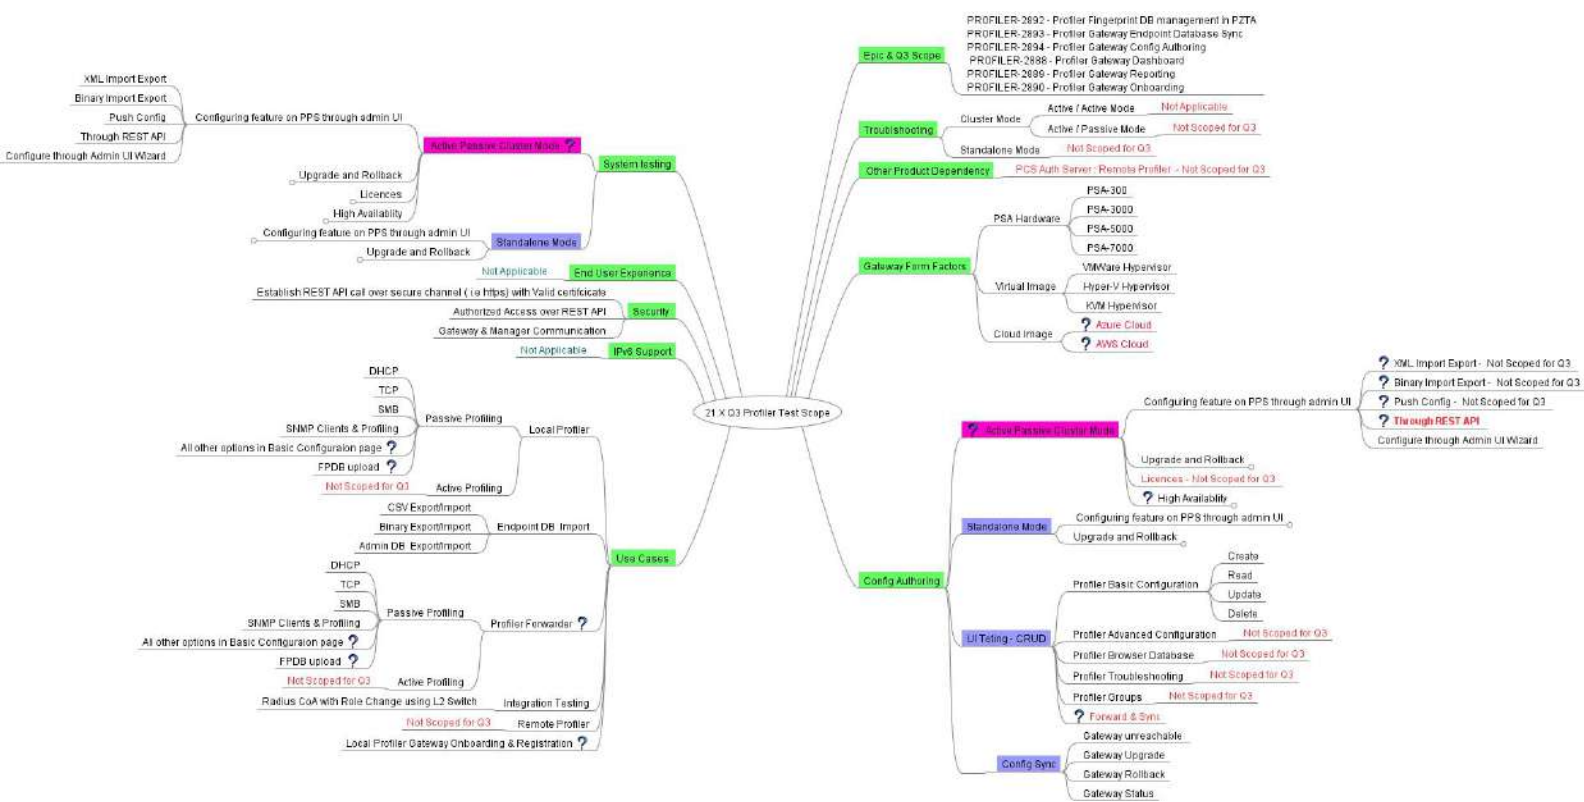 21 X Q3 Profiler Test Scope
Epic & Q3 Scope
PROFILER-2892 - Profiler Fingerprint DB management in PZTA
PROFILER-2893 - Profiler Gateway Endpoint Database Sync
PROFILER-2894 - Profiler Gateway Config Authoring
PROFILER-2888 - Profiler Gateway Dashboard
PROFILER-2889 - Profiler Gateway Reporting
PROFILER-2890 - Profiler Gateway Onboarding
Troublshooting
Cluster Mode
Active / Active Mode
Not Applicable
Active / Passive Mode
Not Scoped for Q3
Standalone Mode
Not Scoped for Q3
Other Product Dependency
PCS Auth Server ; Remote Profiler - Not Scoped for Q3
Gateway Form Factors
PSA Hardware
PSA-300
PSA-3000
PSA-5000
PSA-7000
Virtual Image
VMWare Hypervisor
Hyper-V Hypervisor
KVM Hypervisor
Cloud Image
? Azure Cloud
? AWS Cloud
Config Authoring
? Active Passive Cluster Mode
Configuring feature on PPS through admin UI
? XML Import Export - Not Scoped for Q3
? Binary Import Export - Not Scoped for Q3
? Push Config - Not Scoped for Q3
? Through REST API
Configure through Admin UI Wizard
Upgrade and Rollback
Licences - Not Scoped for Q3
? High Availablity
Standalone Mode
Configuring feature on PPS through admin UI
Upgrade and Rollback
UI Teting - CRUD
Profiler Basic Configuration
Create
Read
Update
Delete
Profiler Advanced Configuration
Not Scoped for Q3
Profiler Browser Database
Not Scoped for Q3
Profiler Troubleshooting
Not Scoped for Q3
Profiler Groups
Not Scoped for Q3
? Forward & Sync
Config Sync
Gateway unreachable
Gateway Upgrade
Gateway Rollback
Gateway Status
System testing
Active Passive Cluster Mode ?
Configuring feature on PPS through admin UI
XML Import Export
Binary Import Export
Push Config
Through REST API
Configure through Admin UI Wizard
Upgrade and Rollback
Licences
High Availablity
Standalone Mode
Configuring feature on PPS through admin UI
Upgrade and Rollback
End User Experience
Not Applicable
Security
Establish REST API call over secure channel ( i.e https) with Valid certifcicate
Authorized Access over REST API
Gateway & Manager Communication
IPv6 Support
Not Applicable
Use Cases
Local Profiler
Passive Profiling
DHCP
TCP
SMB
SNMP Clients & Profiling
All other options in Basic Configuraion page ?
FPDB upload ?
Active Profiling
Not Scoped for Q3
Endpoint DB Import
CSV Export/Import
Binary Export/Import
Admin DB Export/Import
Profiler Forwarder ?
Passive Profiling
DHCP
TCP
SMB
SNMP Clients & Profiling
All other options in Basic Configuraion page ?
FPDB upload ?
Active Profiling
Not Scoped for Q3
Integration Testing
Radius CoA with Role Change using L2 Switch
Remote Profiler
Not Scoped for Q3
Local Profiler Gateway Onboarding & Registration ?